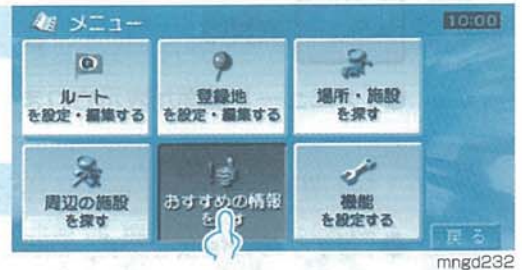 メニュー
10:00
ルート
を設定・編集する
登録地
を設定・編集する
場所・施設
を探す
周辺の施設
を探す
おすすめの情報
機能
を設定する
戻る
mngd232